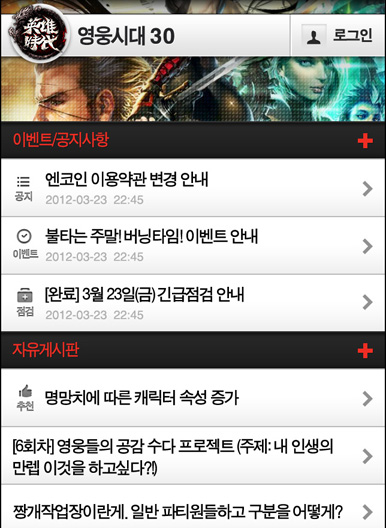 英雄
時代
영웅시대 30
로그인
이벤트/공지사항
엔코인 이용약관 변경 안내
공지
2012-03-23 22:45
불타는 주말! 버닝타임! 이벤트 안내
이벤트
2012-03-23 22:45
[완료] 3월 23일(금) 긴급점검 안내
점검
2012-03-23 22:45
자유게시판
명망치에 따른 캐릭터 속성 증가
추천
[6회차] 영웅들의 공감 수다 프로젝트 (주제: 내 인생의
만렙 이것을 하고싶다?!)
짱개작업장이란게. 일반 파티원들하고 구분을 어떻게?